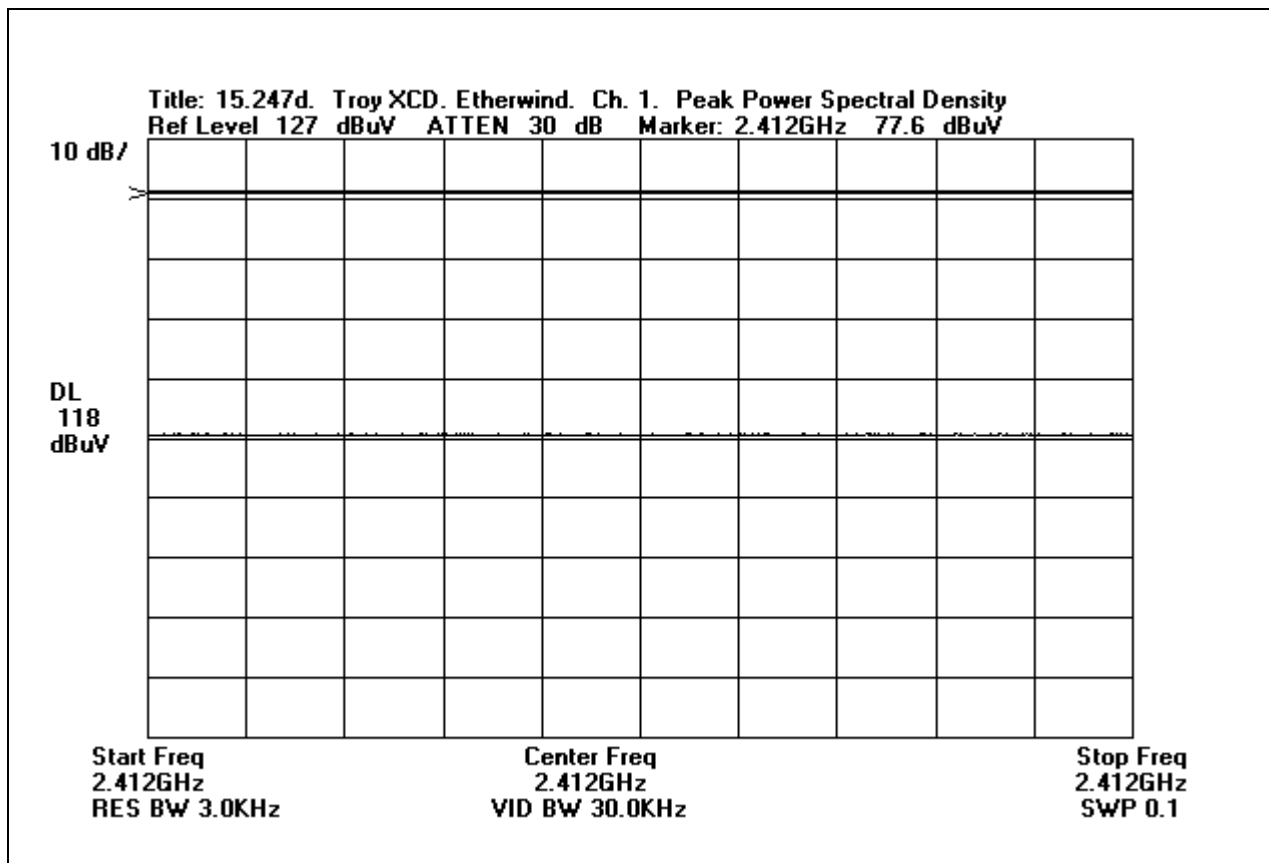 Title: 15.247d. Troy XCD. Etherwind. Ch. 1. Peak Power Spectral Density
Ref Level 127 dBuV ATTEN 30 dB Marker: 2.412GHz 77.6 dBuV
10 dB/
DL
118
dBuV
Start Freq Center Freq Stop Freq
2.412GHz 2.412GHz 2.412GHz
RES BW 3.0KHz VID BW 30.0KHz SWP 0.1